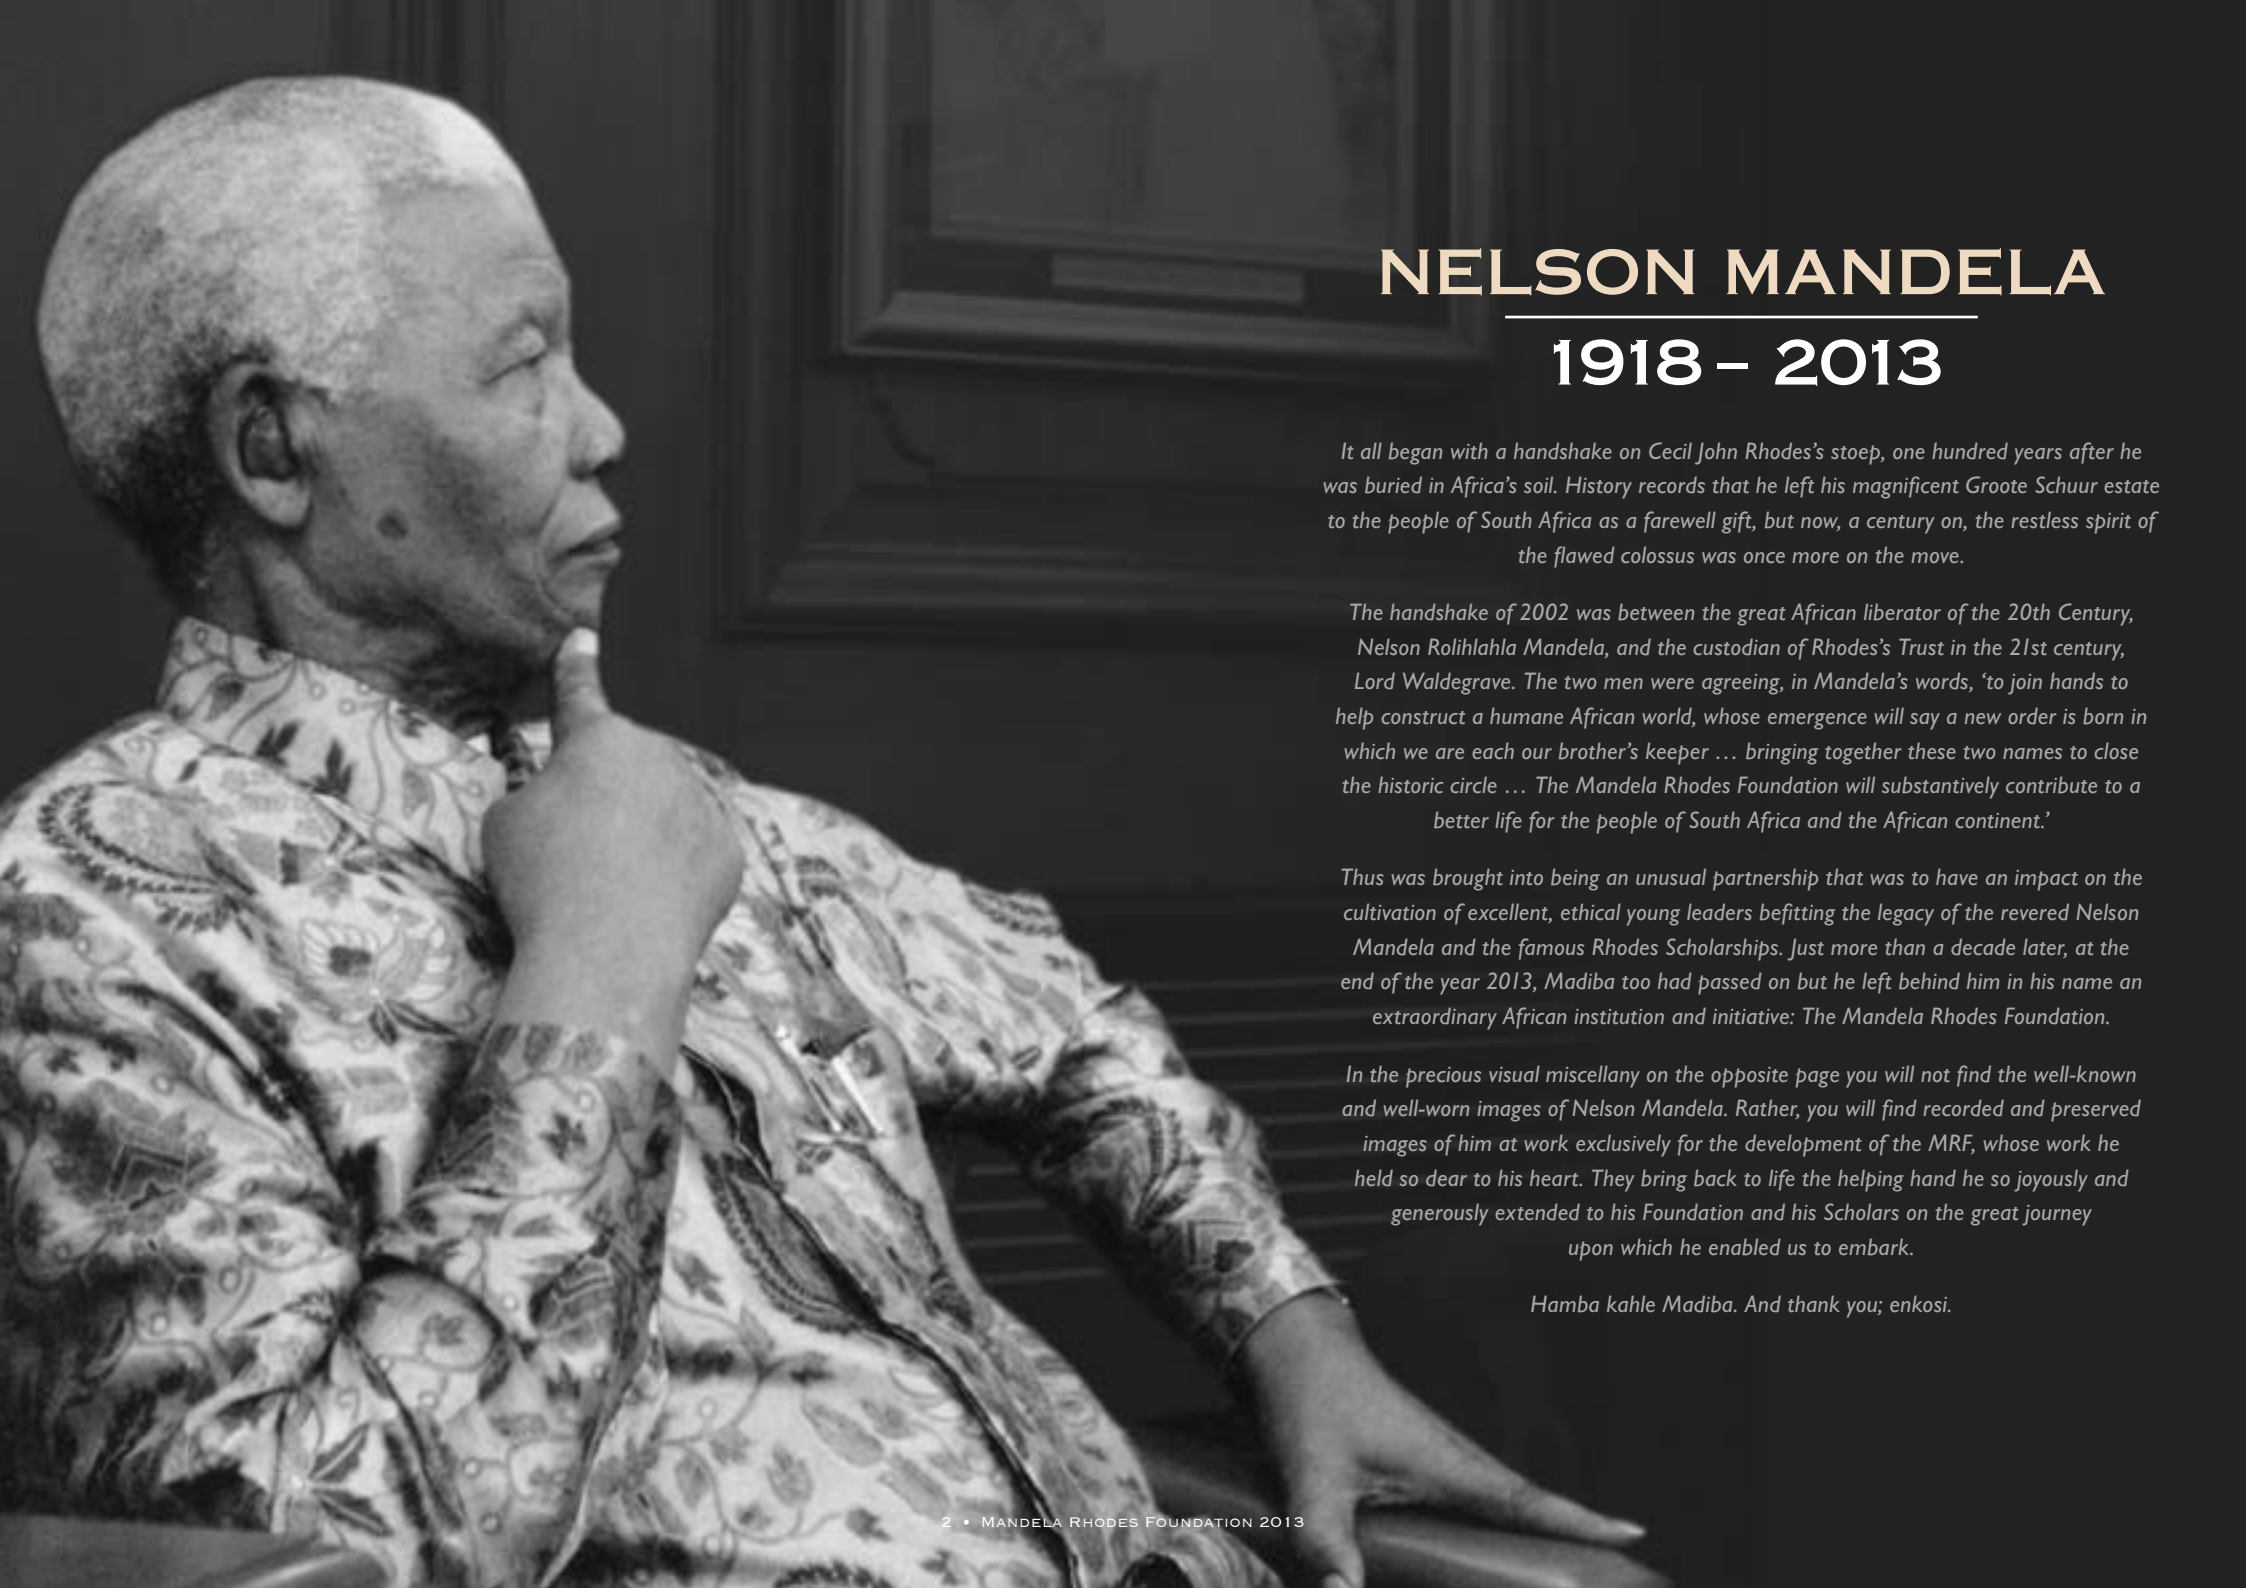 NELSON MANDELA
1918 – 2013
It all began with a handshake on Cecil John Rhodes’s stoep, one hundred years after he
was buried in Africa’s soil. History records that he left his magnificent Groote Schuur estate
to the people of South Africa as a farewell gift, but now, a century on, the restless spirit of
the flawed colossus was once more on the move.
The handshake of 2002 was between the great African liberator of the 20th Century,
Nelson Rolihlahla Mandela, and the custodian of Rhodes’s Trust in the 21st century,
Lord Waldegrave. The two men were agreeing, in Mandela’s words, ‘to join hands to
help construct a humane African world, whose emergence will say a new order is born in
which we are each our brother’s keeper … bringing together these two names to close
the historic circle … The Mandela Rhodes Foundation will substantively contribute to a
better life for the people of South Africa and the African continent.’
Thus was brought into being an unusual partnership that was to have an impact on the
cultivation of excellent, ethical young leaders befitting the legacy of the revered Nelson
Mandela and the famous Rhodes Scholarships. Just more than a decade later, at the
end of the year 2013, Madiba too had passed on but he left behind him in his name an
extraordinary African institution and initiative: The Mandela Rhodes Foundation.
In the precious visual miscellany on the opposite page you will not find the well-known
and well-worn images of Nelson Mandela. Rather, you will find recorded and preserved
images of him at work exclusively for the development of the MRF, whose work he
held so dear to his heart. They bring back to life the helping hand he so joyously and
generously extended to his Foundation and his Scholars on the great journey
upon which he enabled us to embark.
Hamba kahle Madiba. And thank you; enkosi.
2 • Mandela Rhodes Foundation 2013